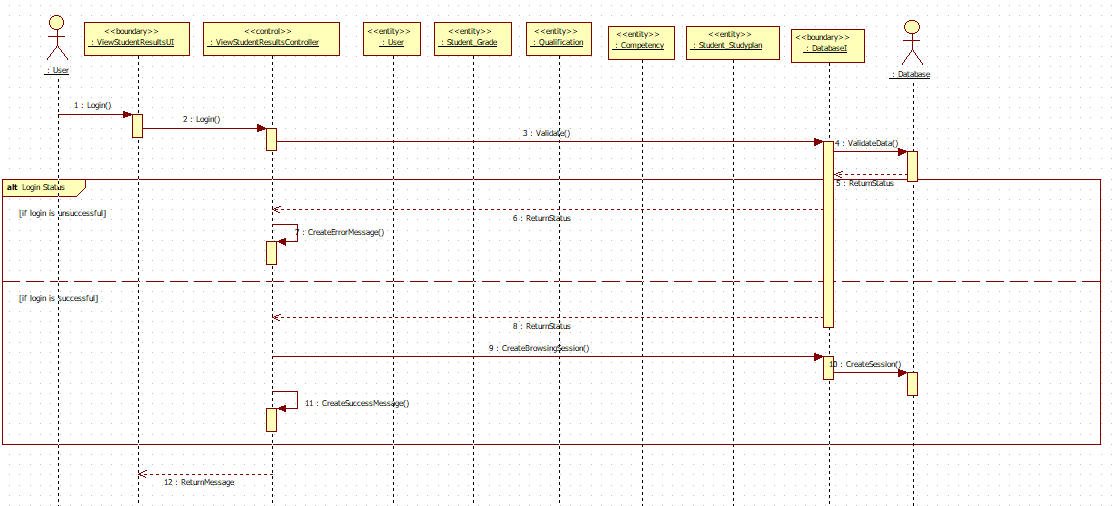 <<boundary>>
: ViewStudentResultsUI
<<control>>
: ViewStudentResultsController
<<entity>>
: User
<<entity>>
: Student_Grade
<<entity>>
: Qualification
<<entity>>
: Competency
<<entity>>
: Student_Studyplan
<<boundary>>
: DatabaseI
: User
: Database
1 : Login()
2 : Login()
3 : Validate()
4 : ValidateData()
5 : ReturnStatus
alt Login Status
[if login is unsuccessful]
6 : ReturnStatus
7 : CreateErrorMessage()
[if login is successful]
8 : ReturnStatus
9 : CreateBrowsingSession()
10 : CreateSession()
11 : CreateSuccessMessage()
12 : ReturnMessage